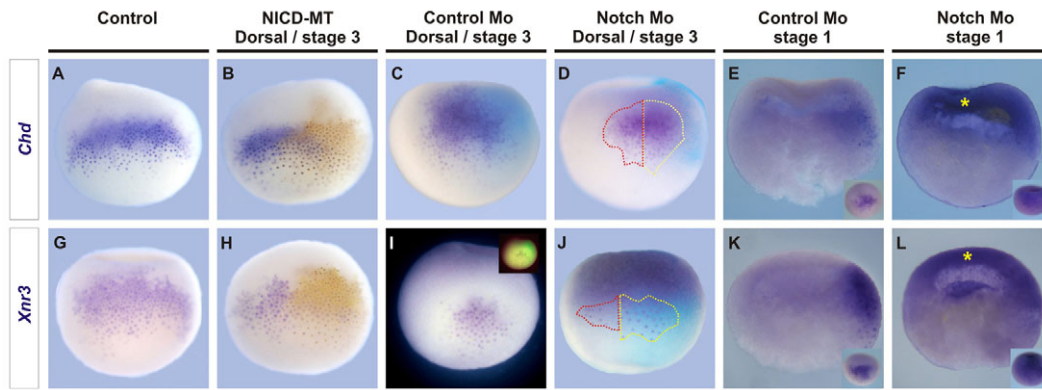 Control
NICD-MT
Dorsal / stage 3
Control Mo
Dorsal / stage 3
Notch Mo
Dorsal / stage 3
Control Mo
stage 1
Notch Mo
stage 1
Chd
A B C D E F
*
Xnr3
G H I J K L
*